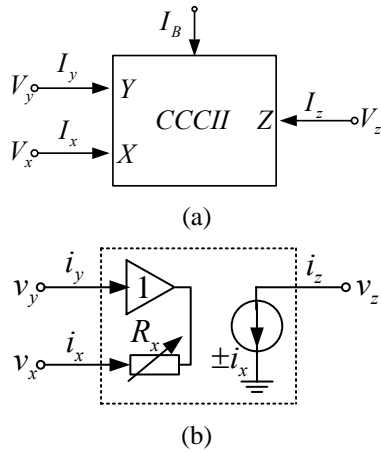 I_B
V_y I_y Y CCCII Z I_z V_z
V_x I_x X
(a)
v_y i_y 1 i_z v_z
R_x
v_x i_x ±i_x
(b)